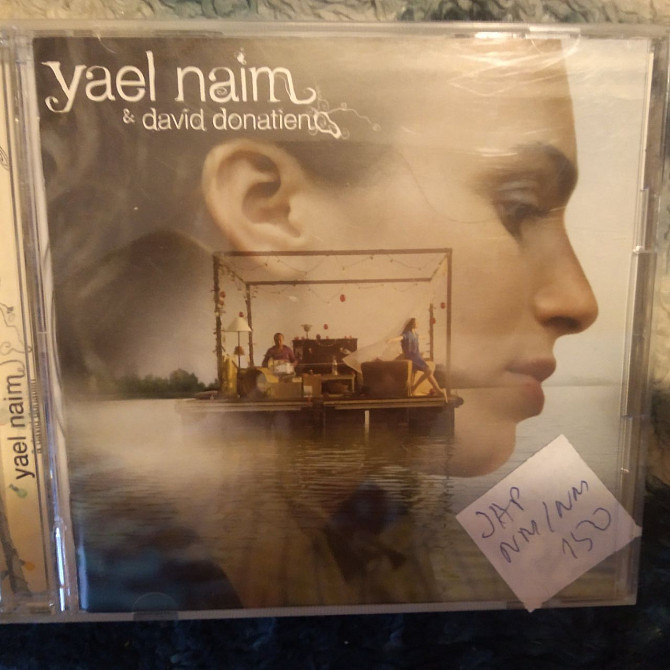 yael naim
& david donatien
yael naim
JAP
NM/NM
150